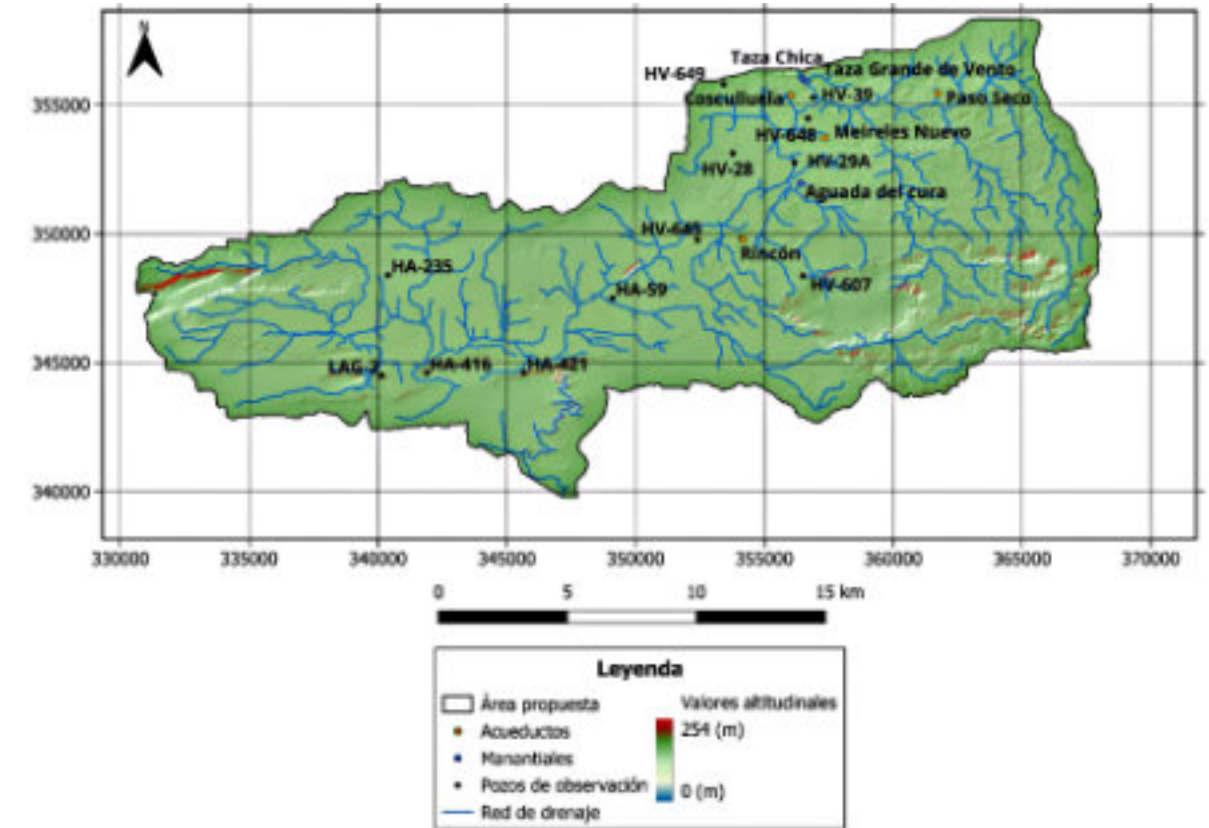 N
Taza Chica
HV-649
Taza Grande de Vento
355000
Cosculluela
HV-39
Paso Seco
HV-648
Meireles Nuevo
HV-28
HV-29A
Aguada del cura
350000
Rincón
HA-235
HV-607
HA-59
345000
LAG-2
HA-416
HA-421
340000
330000 335000 340000 345000 350000 355000 360000 365000 370000
0 5 10 15 km
Leyenda
Área propuesta
Acueductos
Manantiales
Pozos de observación
Red de drenaje
Valores altitudinales
254 (m)
0 (m)